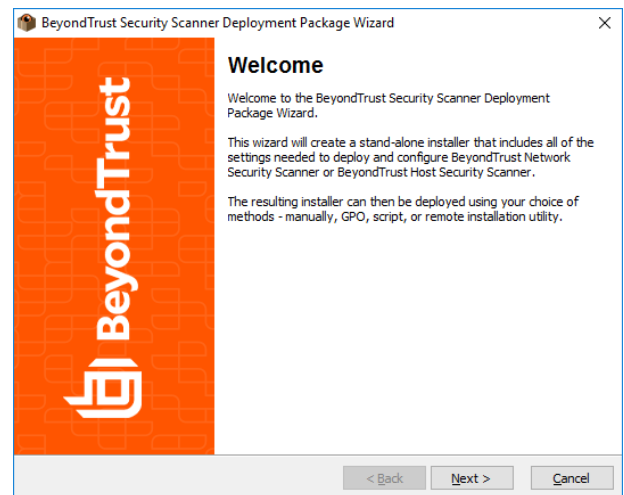 BeyondTrust Security Scanner Deployment Package Wizard
BeyondTrust
Welcome
Welcome to the BeyondTrust Security Scanner Deployment
Package Wizard.
This wizard will create a stand-alone installer that includes all of the
settings needed to deploy and configure BeyondTrust Network
Security Scanner or BeyondTrust Host Security Scanner.
The resulting installer can then be deployed using your choice of
methods - manually, GPO, script, or remote installation utility.
< Back Next > Cancel